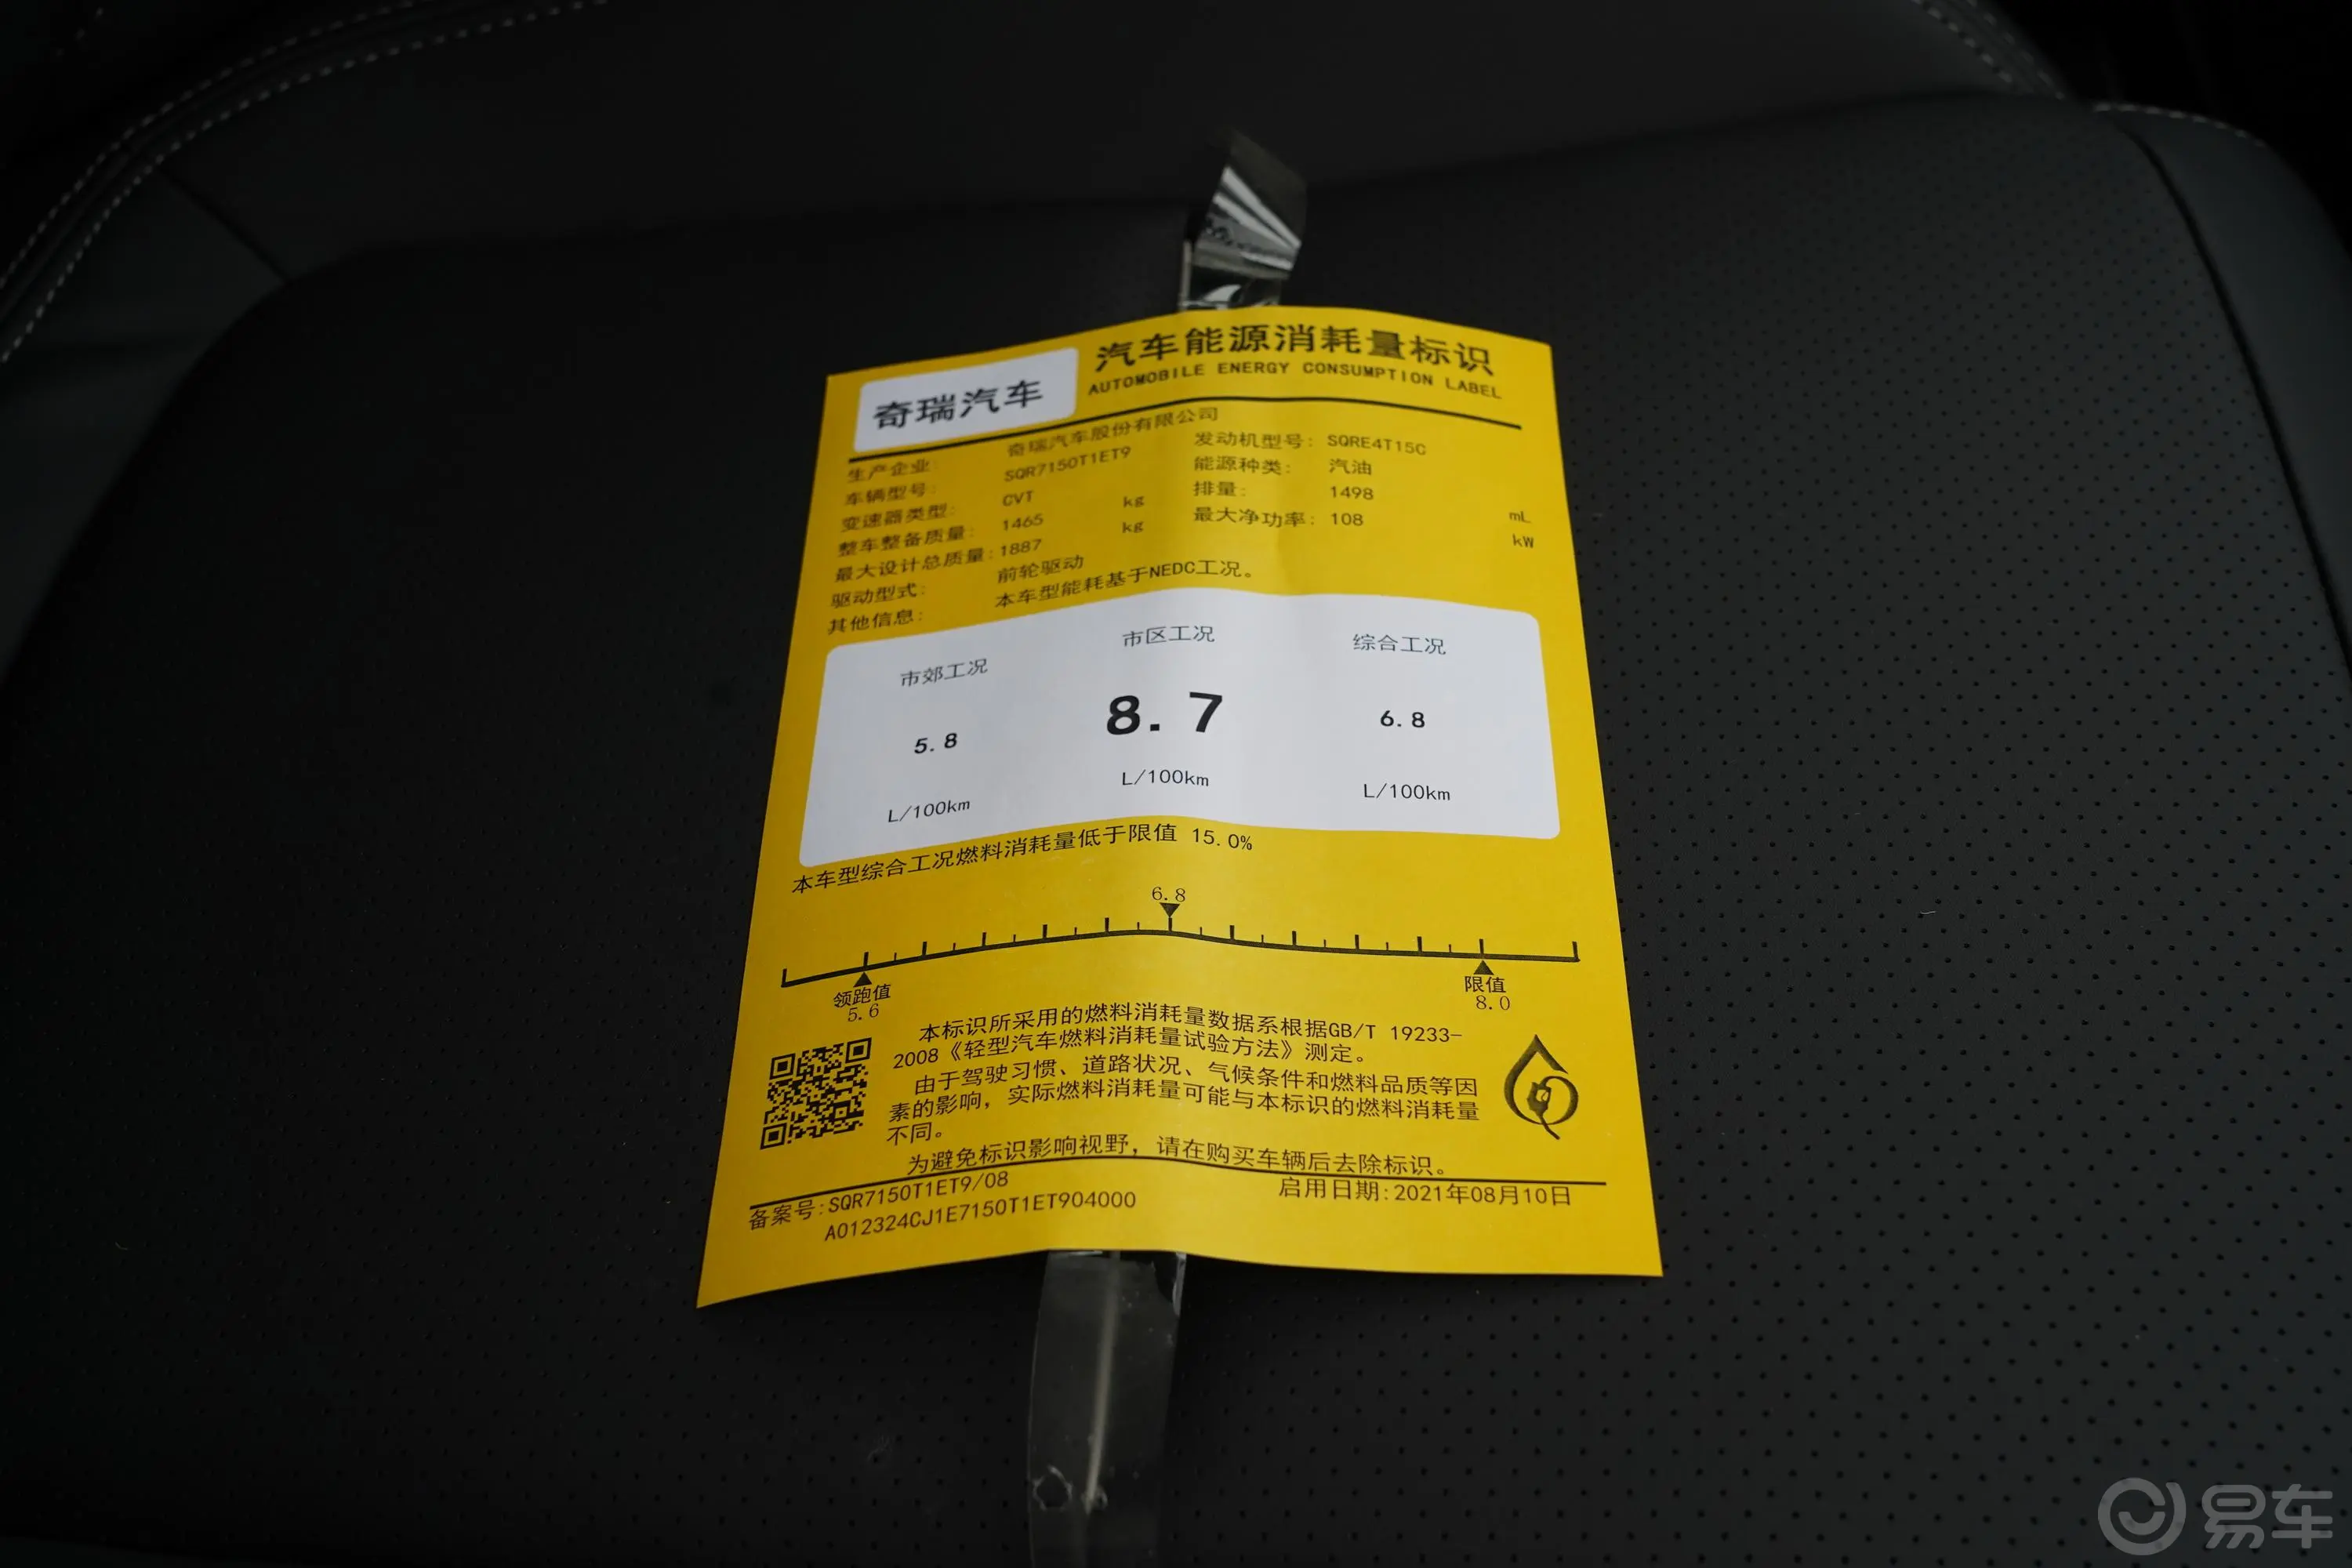 奇瑞汽车
汽车能源消耗量标识
AUTOMOBILE ENERGY CONSUMPTION LABEL
生产企业: 奇瑞汽车股份有限公司
车辆型号: SQR7150T1ET9
发动机型号: SQRE4T15C
变速器类型: CVT
能源种类: 汽油
整车整备质量: 1465 kg
排量: 1498 mL
最大设计总质量: 1887 kg
最大净功率: 108 kW
驱动型式: 前轮驱动
其他信息: 本车型能耗基于NEDC工况。
市郊工况 市区工况 综合工况
5.8 8.7 6.8
L/100km L/100km L/100km
本车型综合工况燃料消耗量低于限值 15.0%
6.8
领跑值 限值
5.6 8.0
本标识所采用的燃料消耗量数据系根据GB/T 19233-
2008《轻型汽车燃料消耗量试验方法》测定。
由于驾驶习惯、道路状况、气候条件和燃料品质等因
素的影响，实际燃料消耗量可能与本标识的燃料消耗量
不同。
为避免标识影响视野，请在购买车辆后去除标识。
备案号: SQR7150T1ET9/08
启用日期: 2021年08月10日
A012324CJ1E7150T1ET904000
易车